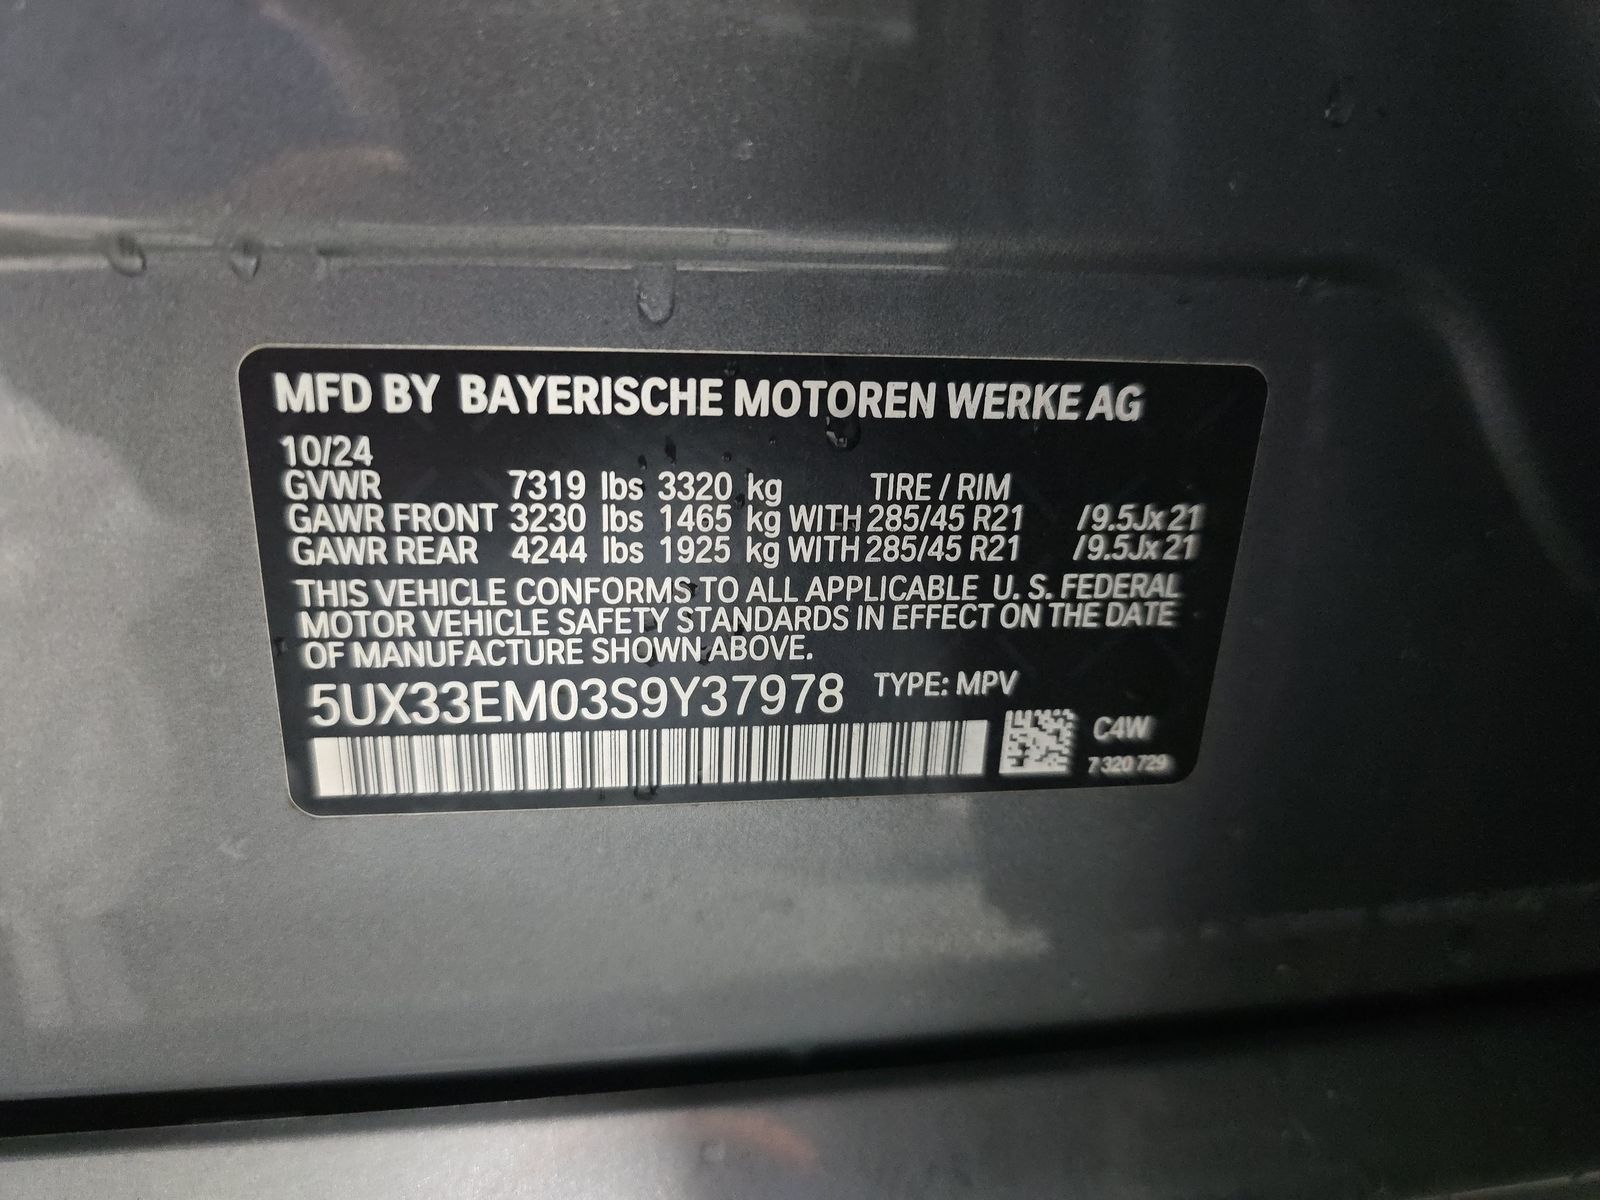 MFD BY BAYERISCHE MOTOREN WERKE AG
10/24
GVWR 7319 lbs 3320 kg TIRE / RIM
GAWR FRONT 3230 lbs 1465 kg WITH 285/45 R21 /9.5Jx21
GAWR REAR 4244 lbs 1925 kg WITH 285/45 R21 /9.5Jx21
THIS VEHICLE CONFORMS TO ALL APPLICABLE U. S. FEDERAL
MOTOR VEHICLE SAFETY STANDARDS IN EFFECT ON THE DATE
OF MANUFACTURE SHOWN ABOVE.
5UX33EM03S9Y37978 TYPE: MPV
C4W
7 320 729